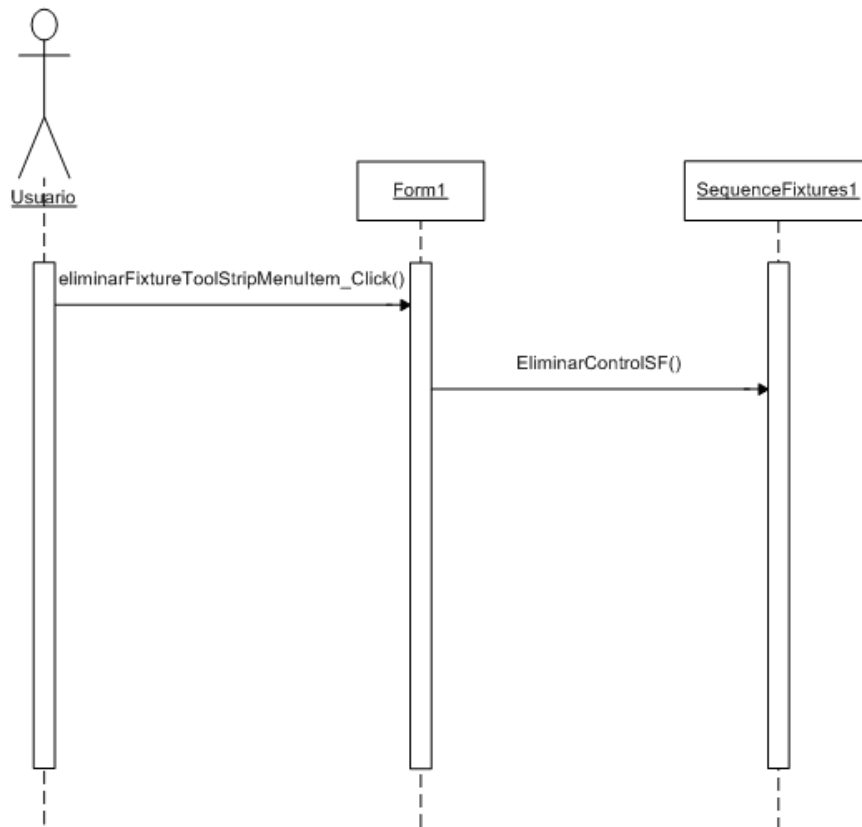 Usuario
Form1
SequenceFixtures1
eliminarFixtureToolStripMenuItem_Click()
EliminarControlSF()